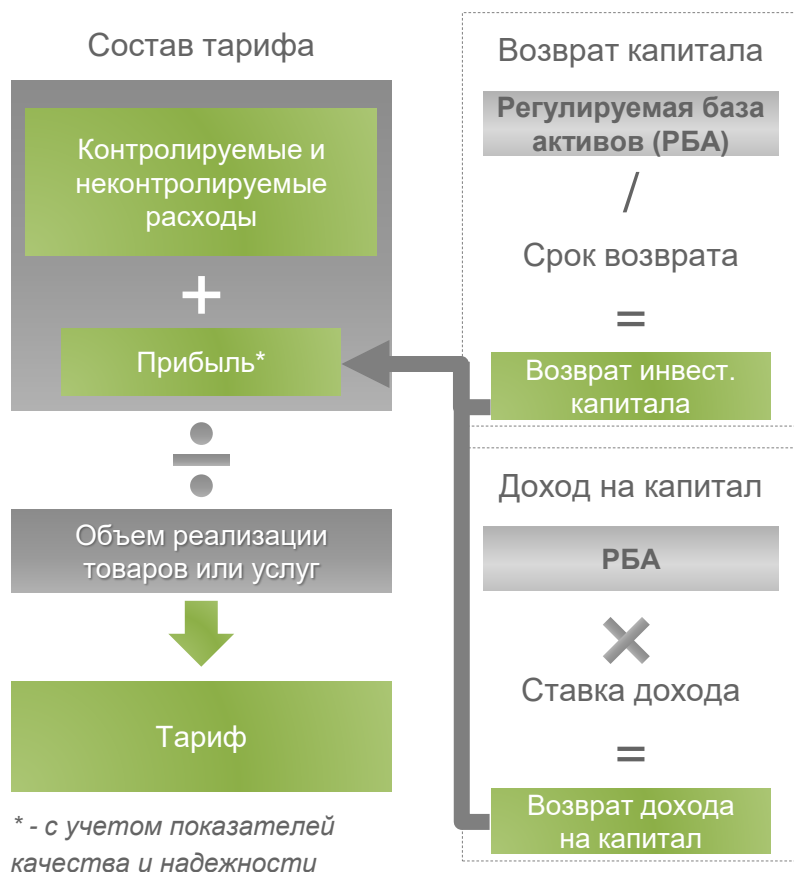 Состав тарифа
Контролируемые и
неконтролируемые
расходы
+
Прибыль*
÷
Объем реализации
товаров или услуг
Тариф
* - с учетом показателей
качества и надежности
Возврат капитала
Регулируемая база
активов (РБА)
/
Срок возврата
=
Возврат инвест.
капитала
Доход на капитал
РБА
×
Ставка дохода
=
Возврат дохода
на капитал